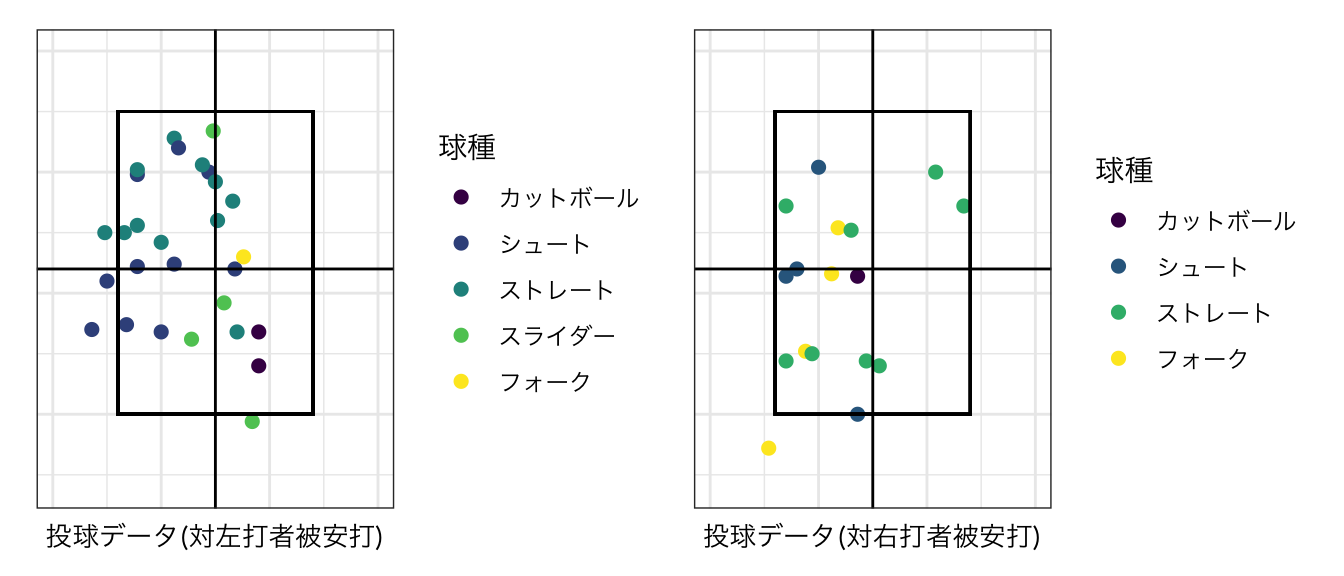 球種
カットボール
シュート
ストレート
スライダー
フォーク
投球データ(対左打者被安打)
球種
カットボール
シュート
ストレート
フォーク
投球データ(対右打者被安打)